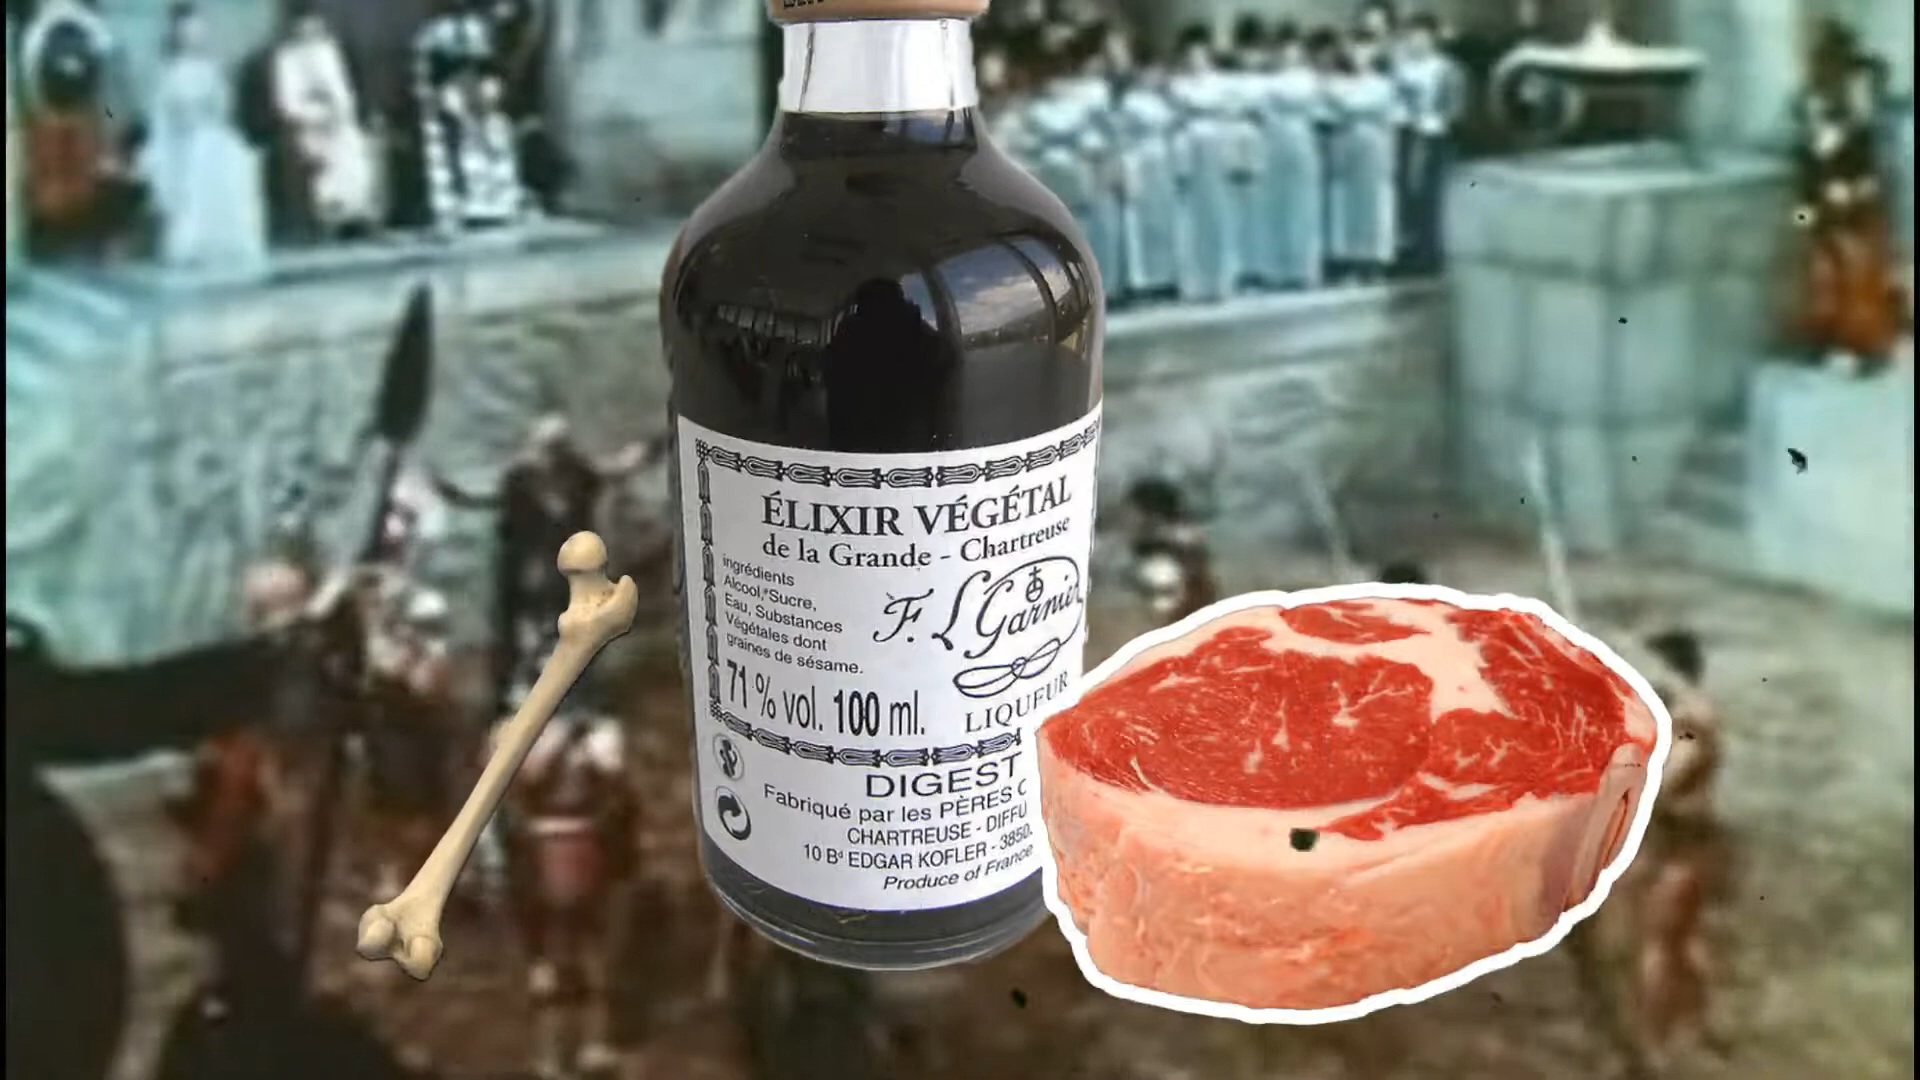 ÉLIXIR VÉGÉTAL
de la Grande - Chartreuse
ingrédients
Alcool, Sucre,
Eau, Substances
Végétales dont
graines de sésame.
F. L Garnier
71 % vol. 100 ml.
LIQUEUR
DIGEST
Fabriqué par les PÈRES C
CHARTREUSE - DIFFU
10 Bd EDGAR KOFLER - 3850
Produce of France